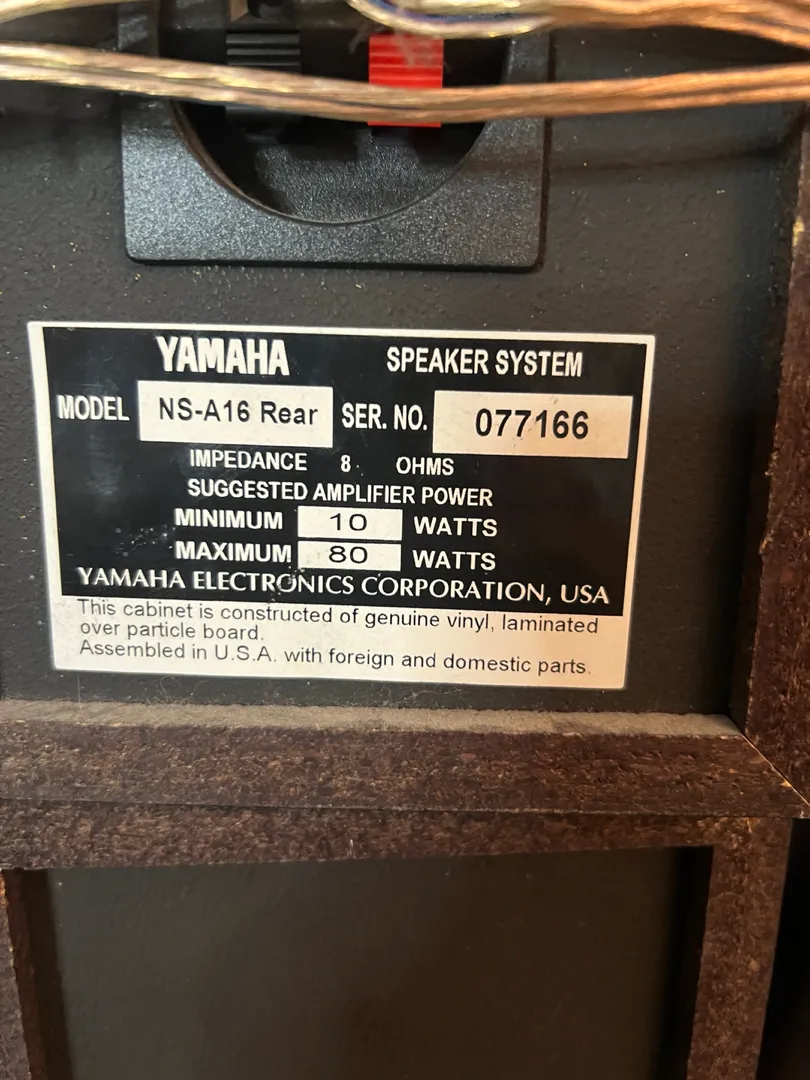 YAMAHA SPEAKER SYSTEM
MODEL NS-A16 Rear SER. NO. 077166
IMPEDANCE 8 OHMS
SUGGESTED AMPLIFIER POWER
MINIMUM 10 WATTS
MAXIMUM 80 WATTS
YAMAHA ELECTRONICS CORPORATION, USA
This cabinet is constructed of genuine vinyl, laminated
over particle board.
Assembled in U.S.A. with foreign and domestic parts.